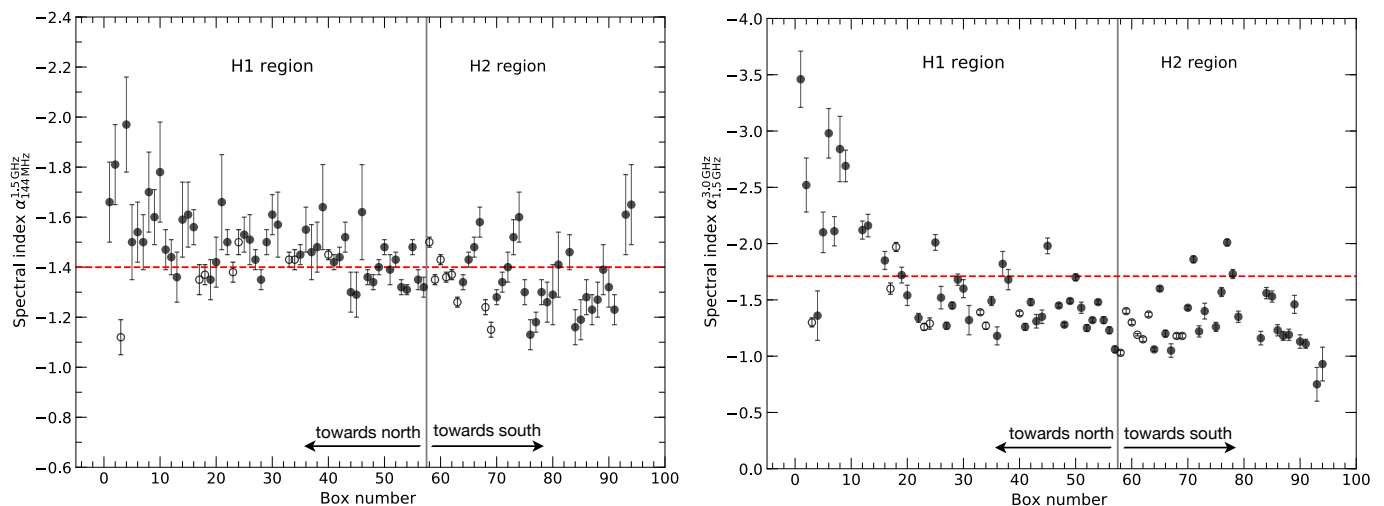 −2.4
−2.2
−2.0
−1.8
−1.6
−1.4
−1.2
−1.0
−0.8
−0.6
Spectral index α^{1.5 GHz}_{144 MHz}
H1 region
H2 region
towards north
towards south
0 10 20 30 40 50 60 70 80 90 100
Box number
−4.0
−3.5
−3.0
−2.5
−2.0
−1.5
−1.0
−0.5
0.0
Spectral index α^{3.0 GHz}_{1.5 GHz}
H1 region
H2 region
towards north
towards south
0 10 20 30 40 50 60 70 80 90 100
Box number